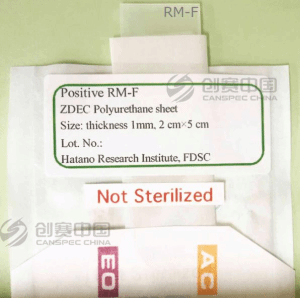 RM-F
Positive RM-F
ZDEC Polyurethane sheet
Size: thickness 1mm, 2 cm×5 cm
Lot. No.:
Hatano Research Institute, FDSC
创赛中国
CANSPEC CHINA
Not Sterilized
创赛中国
CANSPEC CHINA
EO
AC